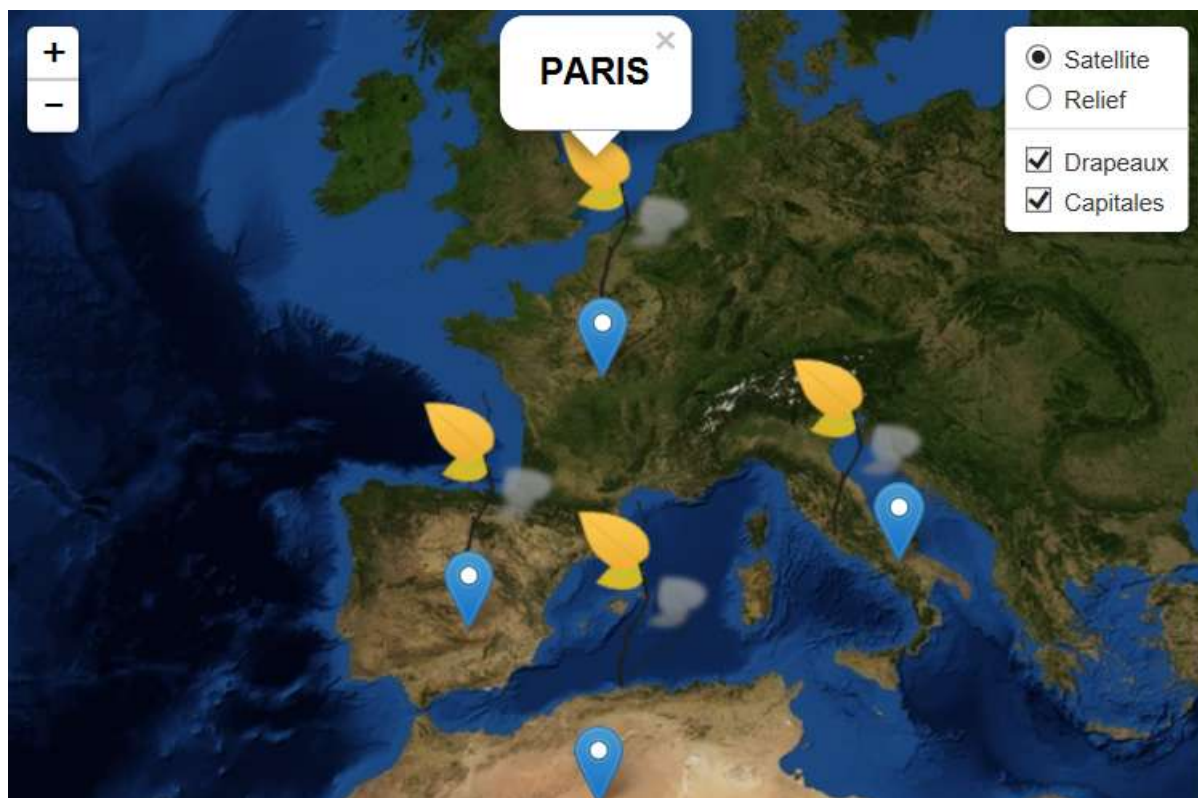 +
−
PARIS
×
Satellite
Relief
Drapeaux
Capitales